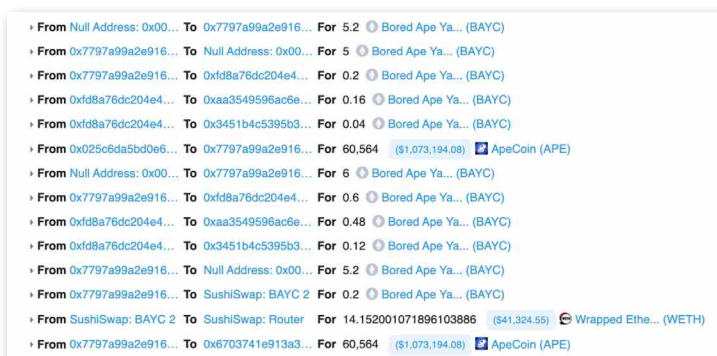 From Null Address: 0x00... To 0x7797a99a2e916... For 5.2 Bored Ape Ya... (BAYC)
From 0x7797a99a2e916... To Null Address: 0x00... For 5 Bored Ape Ya... (BAYC)
From 0x7797a99a2e916... To 0xfd8a76dc204e4... For 0.2 Bored Ape Ya... (BAYC)
From 0xfd8a76dc204e4... To 0xaa3549596ac6e... For 0.16 Bored Ape Ya... (BAYC)
From 0xfd8a76dc204e4... To 0x3451b4c5395b3... For 0.04 Bored Ape Ya... (BAYC)
From 0x025c6da5bd0e6... To 0x7797a99a2e916... For 60,564 ($1,073,194.08) ApeCoin (APE)
From Null Address: 0x00... To 0x7797a99a2e916... For 6 Bored Ape Ya... (BAYC)
From 0x7797a99a2e916... To 0xfd8a76dc204e4... For 0.6 Bored Ape Ya... (BAYC)
From 0xfd8a76dc204e4... To 0xaa3549596ac6e... For 0.48 Bored Ape Ya... (BAYC)
From 0xfd8a76dc204e4... To 0x3451b4c5395b3... For 0.12 Bored Ape Ya... (BAYC)
From 0x7797a99a2e916... To Null Address: 0x00... For 5.2 Bored Ape Ya... (BAYC)
From 0x7797a99a2e916... To SushiSwap: BAYC 2 For 0.2 Bored Ape Ya... (BAYC)
From SushiSwap: BAYC 2 To SushiSwap: Router For 14.152001071896103886 ($41,324.55) Wrapped Ethe... (WETH)
From 0x7797a99a2e916... To 0x6703741e913a3... For 60,564 ($1,073,194.08) ApeCoin (APE)